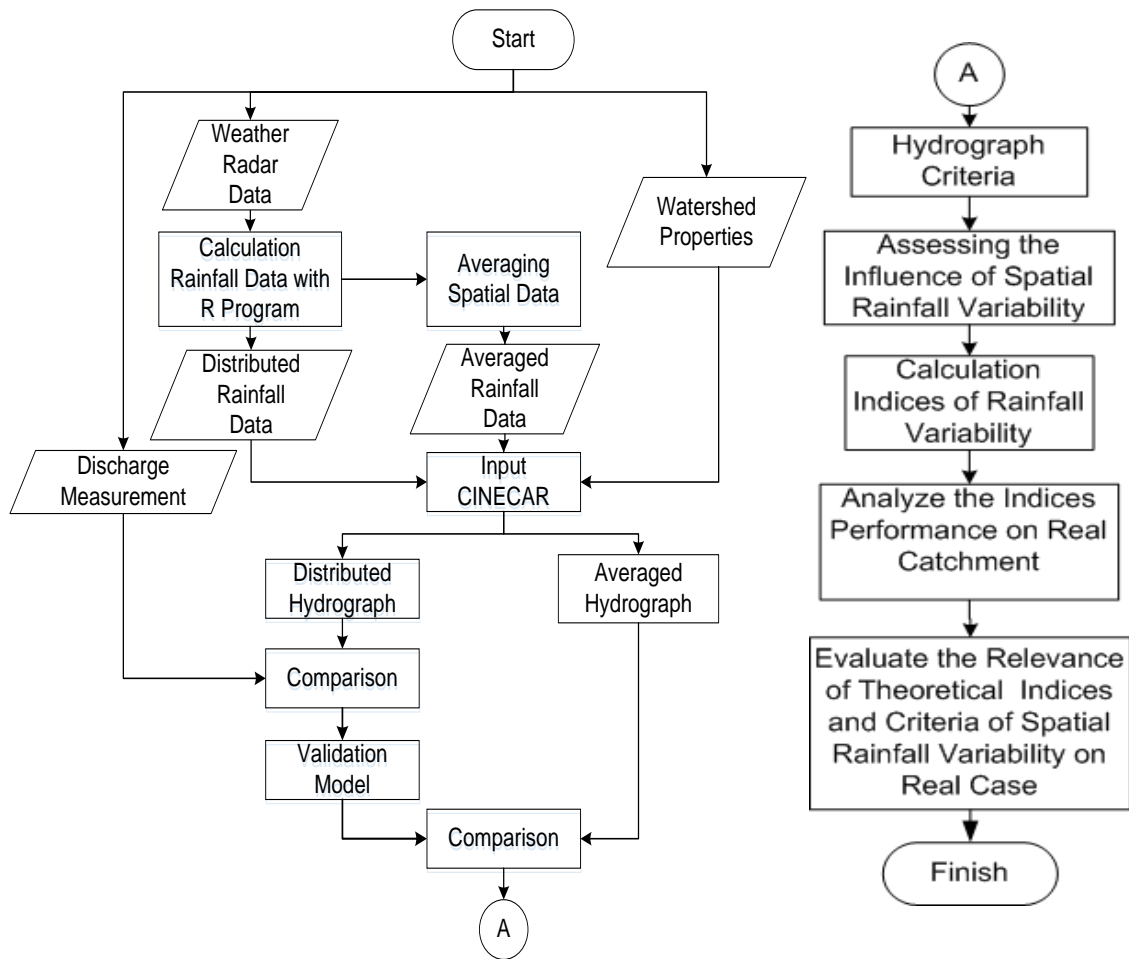 Start
Weather
Radar
Data
Calculation
Rainfall Data with
R Program
Averaging
Spatial Data
Watershed
Properties
Distributed
Rainfall
Data
Averaged
Rainfall
Data
Discharge
Measurement
Input
CINECAR
Distributed
Hydrograph
Averaged
Hydrograph
Comparison
Validation
Model
Comparison
A
A
Hydrograph
Criteria
Assessing the
Influence of Spatial
Rainfall Variability
Calculation
Indices of Rainfall
Variability
Analyze the Indices
Performance on Real
Catchment
Evaluate the Relevance
of Theoretical Indices
and Criteria of Spatial
Rainfall Variability on
Real Case
Finish